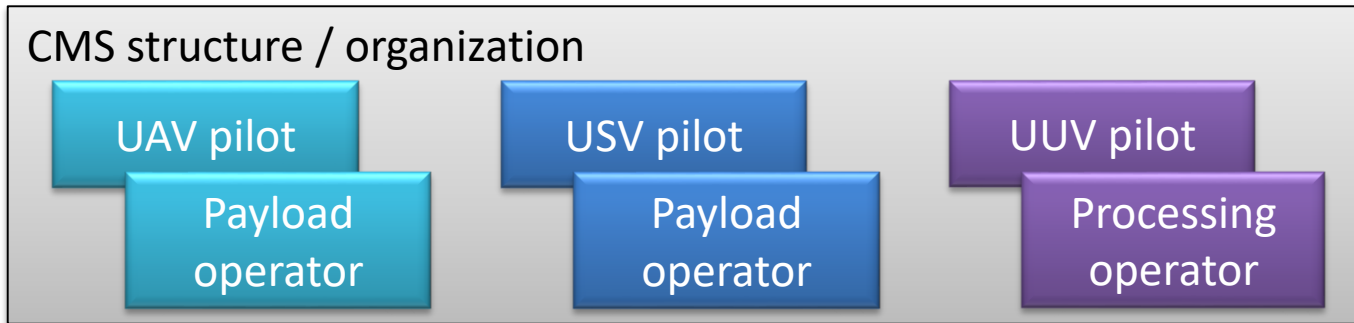 CMS structure / organization
UAV pilot
Payload
operator
USV pilot
Payload
operator
UUV pilot
Processing
operator